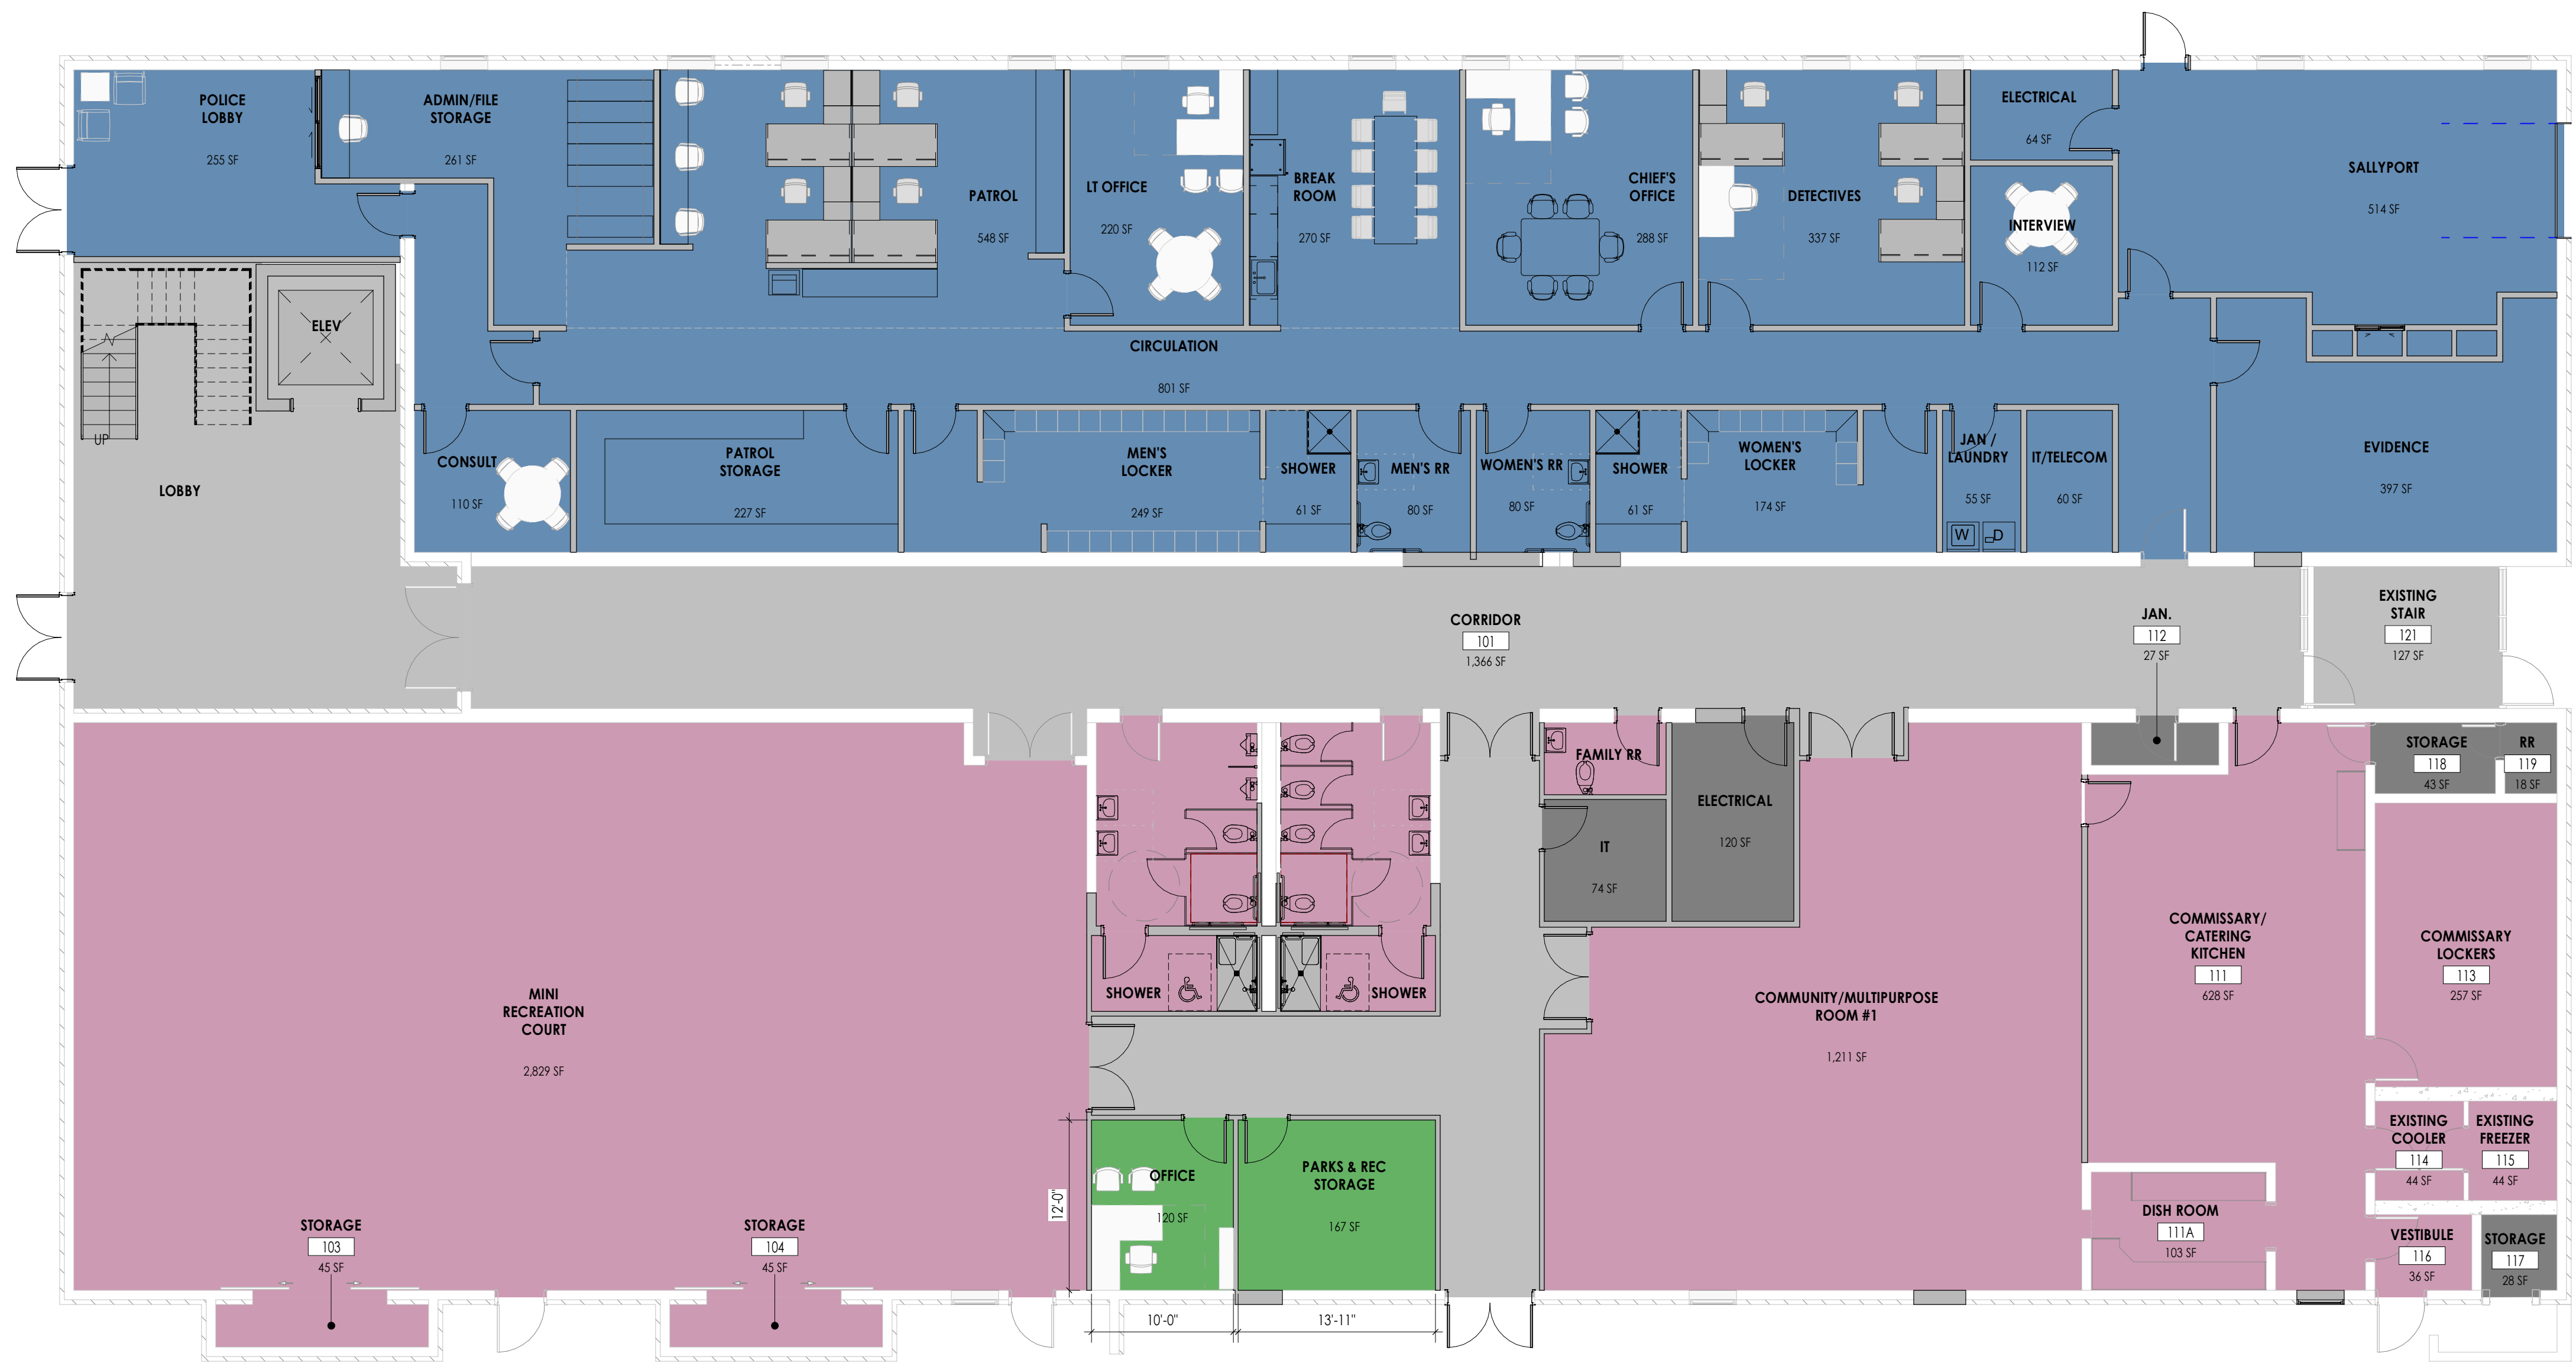 POLICE
LOBBY
255 SF
ADMIN/FILE
STORAGE
261 SF
PATROL
548 SF
LT OFFICE
220 SF
BREAK
ROOM
270 SF
CHIEF'S
OFFICE
288 SF
DETECTIVES
337 SF
ELECTRICAL
64 SF
INTERVIEW
112 SF
SALLYPORT
514 SF
ELEV
UP
LOBBY
CIRCULATION
801 SF
CONSULT
110 SF
PATROL
STORAGE
227 SF
MEN'S
LOCKER
249 SF
SHOWER
61 SF
MEN'S RR
80 SF
WOMEN'S RR
80 SF
SHOWER
61 SF
WOMEN'S
LOCKER
174 SF
JAN /
LAUNDRY
55 SF
W
D
IT/TELECOM
60 SF
EVIDENCE
397 SF
CORRIDOR
101
1,366 SF
JAN.
112
27 SF
EXISTING
STAIR
121
127 SF
FAMILY RR
ELECTRICAL
120 SF
IT
74 SF
STORAGE
118
43 SF
RR
119
18 SF
MINI
RECREATION
COURT
2,829 SF
SHOWER
SHOWER
COMMUNITY/MULTIPURPOSE
ROOM #1
1,211 SF
COMMISSARY/
CATERING
KITCHEN
111
628 SF
COMMISSARY
LOCKERS
113
257 SF
EXISTING
COOLER
114
44 SF
EXISTING
FREEZER
115
44 SF
OFFICE
120 SF
PARKS & REC
STORAGE
167 SF
12'-0"
DISH ROOM
111A
103 SF
VESTIBULE
116
36 SF
STORAGE
117
28 SF
STORAGE
103
45 SF
STORAGE
104
45 SF
10'-0"
13'-11"